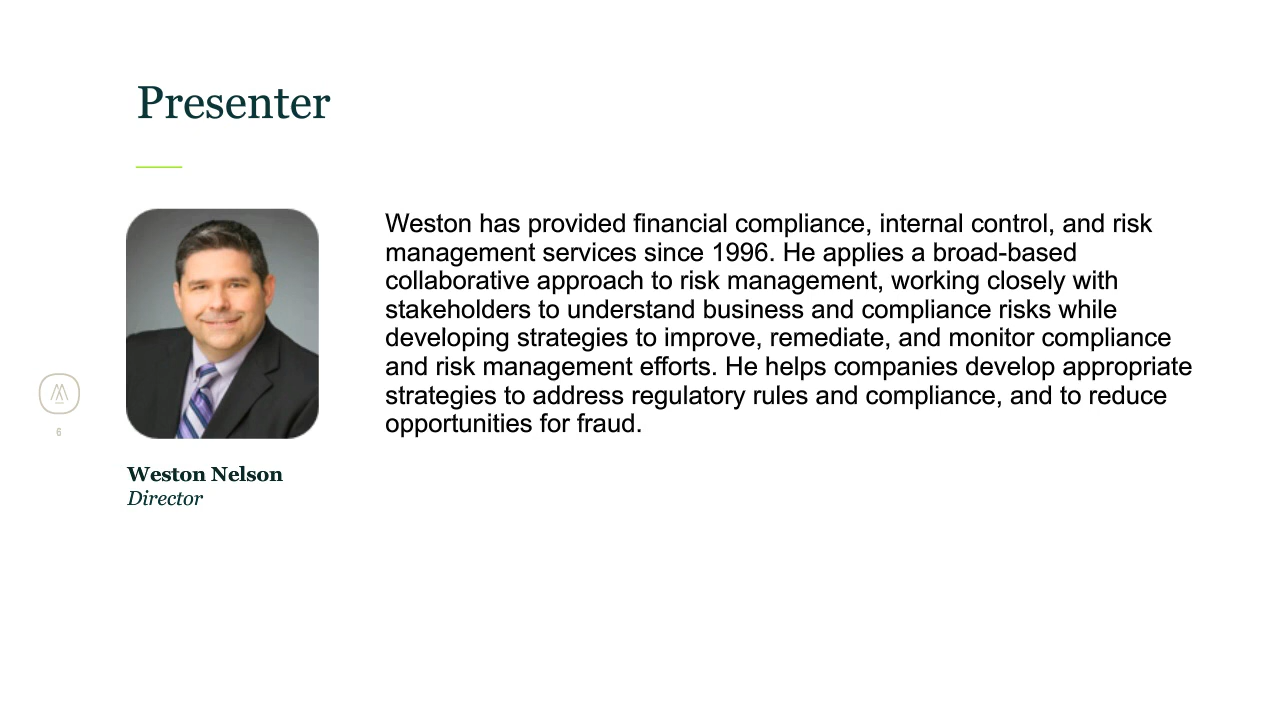 Presenter
Weston has provided financial compliance, internal control, and risk
management services since 1996. He applies a broad-based
collaborative approach to risk management, working closely with
stakeholders to understand business and compliance risks while
developing strategies to improve, remediate, and monitor compliance
and risk management efforts. He helps companies develop appropriate
strategies to address regulatory rules and compliance, and to reduce
opportunities for fraud.
6
Weston Nelson
Director